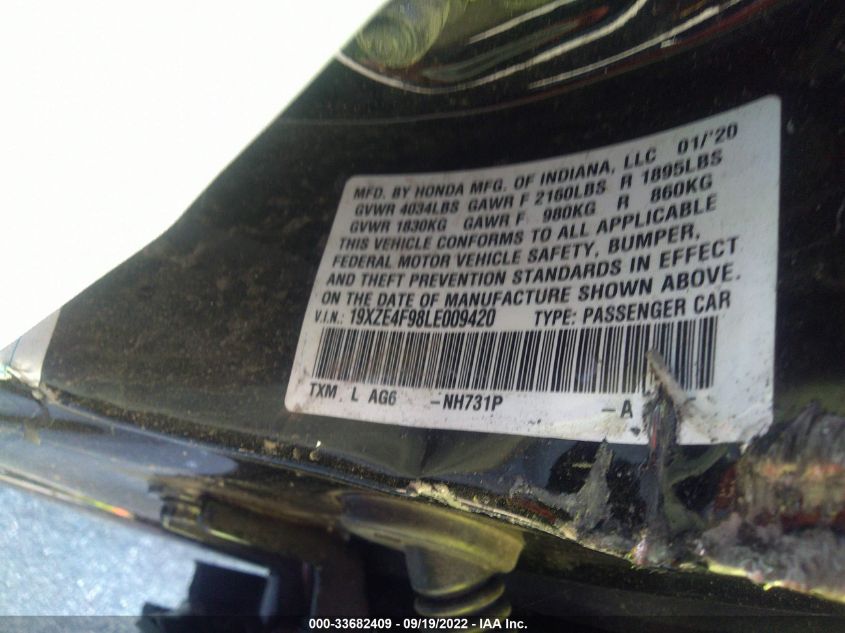 MFD. BY HONDA MFG. OF INDIANA, LLC 01/'20
GVWR 4034LBS GAWR F 2160LBS R 1895LBS
GVWR 1830KG GAWR F 980KG R 860KG
THIS VEHICLE CONFORMS TO ALL APPLICABLE
FEDERAL MOTOR VEHICLE SAFETY, BUMPER,
AND THEFT PREVENTION STANDARDS IN EFFECT
ON THE DATE OF MANUFACTURE SHOWN ABOVE.
V.I.N.: 19XZE4F98LE009420 TYPE: PASSENGER CAR
TXM L AG6 -NH731P -A
000-33682409 - 09/19/2022 - IAA Inc.